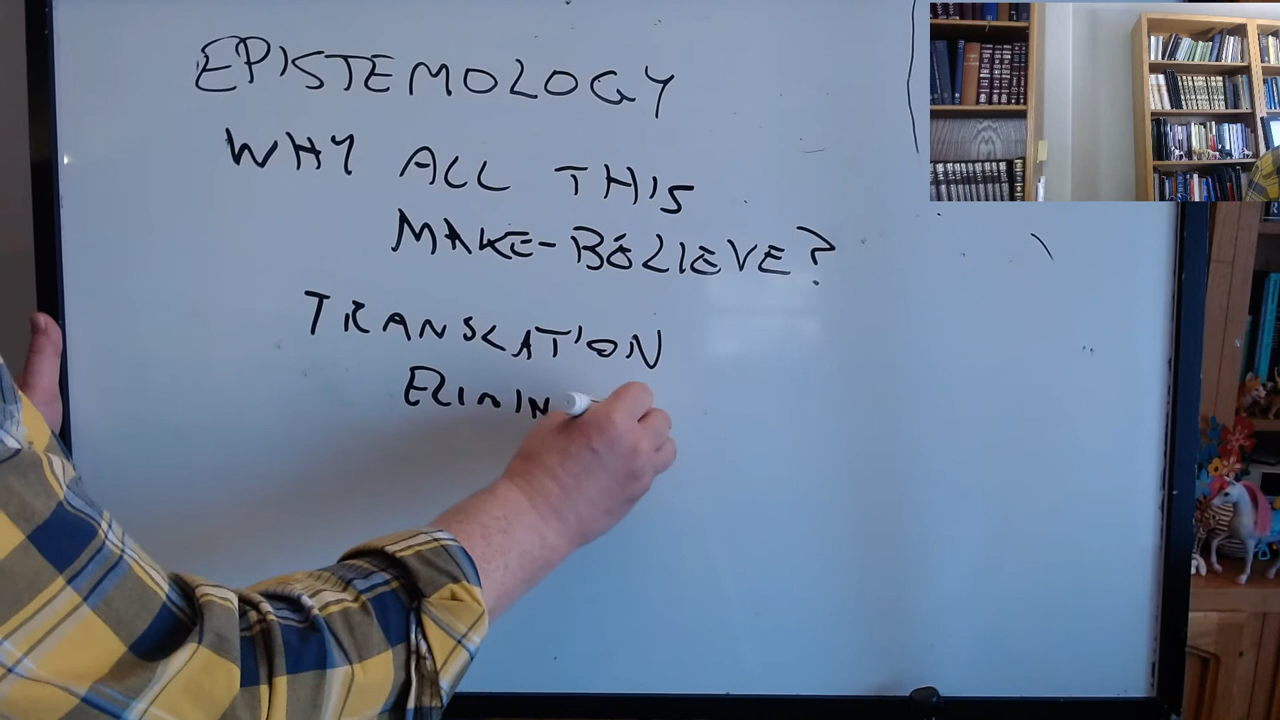 EPISTEMOLOGY
WHY ALL THIS
MAKE-BELIEVE?
TRANSLATION
ELIMIN